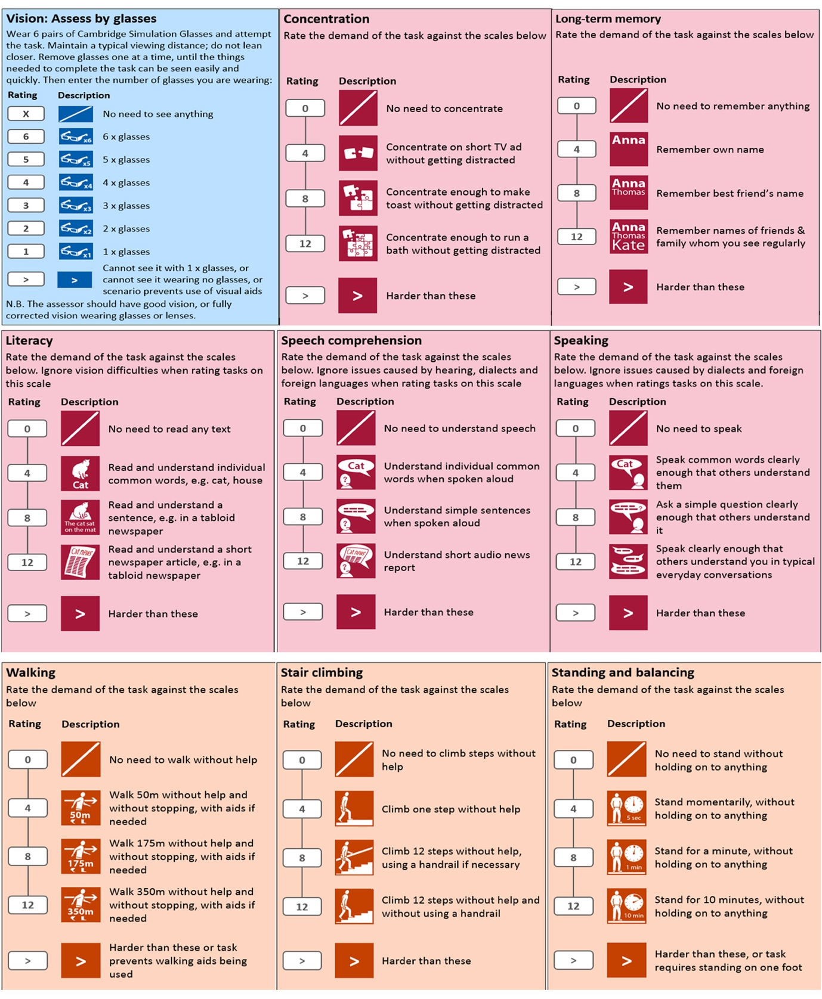 Vision: Assess by glasses
Wear 6 pairs of Cambridge Simulation Glasses and attempt
the task. Maintain a typical viewing distance; do not lean
closer. Remove glasses one at a time, until the things
needed to complete the task can be seen easily and
quickly. Then enter the number of glasses you are wearing:
Rating Description
X No need to see anything
6 x6 6 x glasses
5 x5 5 x glasses
4 x4 4 x glasses
3 x3 3 x glasses
2 x2 2 x glasses
1 x1 1 x glasses
Cannot see it with 1 x glasses, or
> > cannot see it wearing no glasses, or
scenario prevents use of visual aids
N.B. The assessor should have good vision, or fully
corrected vision wearing glasses or lenses.
Concentration
Rate the demand of the task against the scales below
Rating Description
0 No need to concentrate
4 Concentrate on short TV ad
without getting distracted
8 Concentrate enough to make
toast without getting distracted
12 Concentrate enough to run a
bath without getting distracted
> > Harder than these
Long-term memory
Rate the demand of the task against the scales below
Rating Description
0 No need to remember anything
4 Anna Remember own name
8 Anna
Thomas Remember best friend's name
12 Anna
Thomas
Kate Remember names of friends &
family whom you see regularly
> > Harder than these
Literacy
Rate the demand of the task against the scales
below. Ignore vision difficulties when rating tasks on
this scale
Rating Description
0 No need to read any text
4 Cat Read and understand individual
common words, e.g. cat, house
8 The cat sat
on the mat Read and understand a
sentence, e.g. in a tabloid
newspaper
12 Cat news Read and understand a short
newspaper article, e.g. in a
tabloid newspaper
> > Harder than these
Speech comprehension
Rate the demand of the task against the scales
below. Ignore issues caused by hearing, dialects and
foreign languages when rating tasks on this scale
Rating Description
0 No need to understand speech
4 Cat ? Understand individual common
words when spoken aloud
8 ? Understand simple sentences
when spoken aloud
12 Cat news ? Understand short audio news
report
> > Harder than these
Speaking
Rate the demand of the task against the scales
below. Ignore issues caused by dialects and foreign
languages when ratings tasks on this scale.
Rating Description
0 No need to speak
4 Cat Speak common words clearly
enough that others understand
them
8 ? Ask a simple question clearly
enough that others understand
it
12 Speak clearly enough that
others understand you in typical
everyday conversations
> > Harder than these
Walking
Rate the demand of the task against the scales
below
Rating Description
0 No need to walk without help
4 50m Walk 50m without help and
without stopping, with aids if
needed
8 175m Walk 175m without help and
without stopping, with aids if
needed
12 350m Walk 350m without help and
without stopping, with aids if
needed
> > Harder than these or task
prevents walking aids being
used
Stair climbing
Rate the demand of the task against the scales
below
Rating Description
0 No need to climb steps without
help
4 Climb one step without help
8 Climb 12 steps without help,
using a handrail if necessary
12 Climb 12 steps without help and
without using a handrail
> > Harder than these
Standing and balancing
Rate the demand of the task against the scales
below
Rating Description
0 No need to stand without
holding on to anything
4 5 sec Stand momentarily, without
holding on to anything
8 1 min Stand for a minute, without
holding on to anything
12 10 min Stand for 10 minutes, without
holding on to anything
> > Harder than these, or task
requires standing on one foot